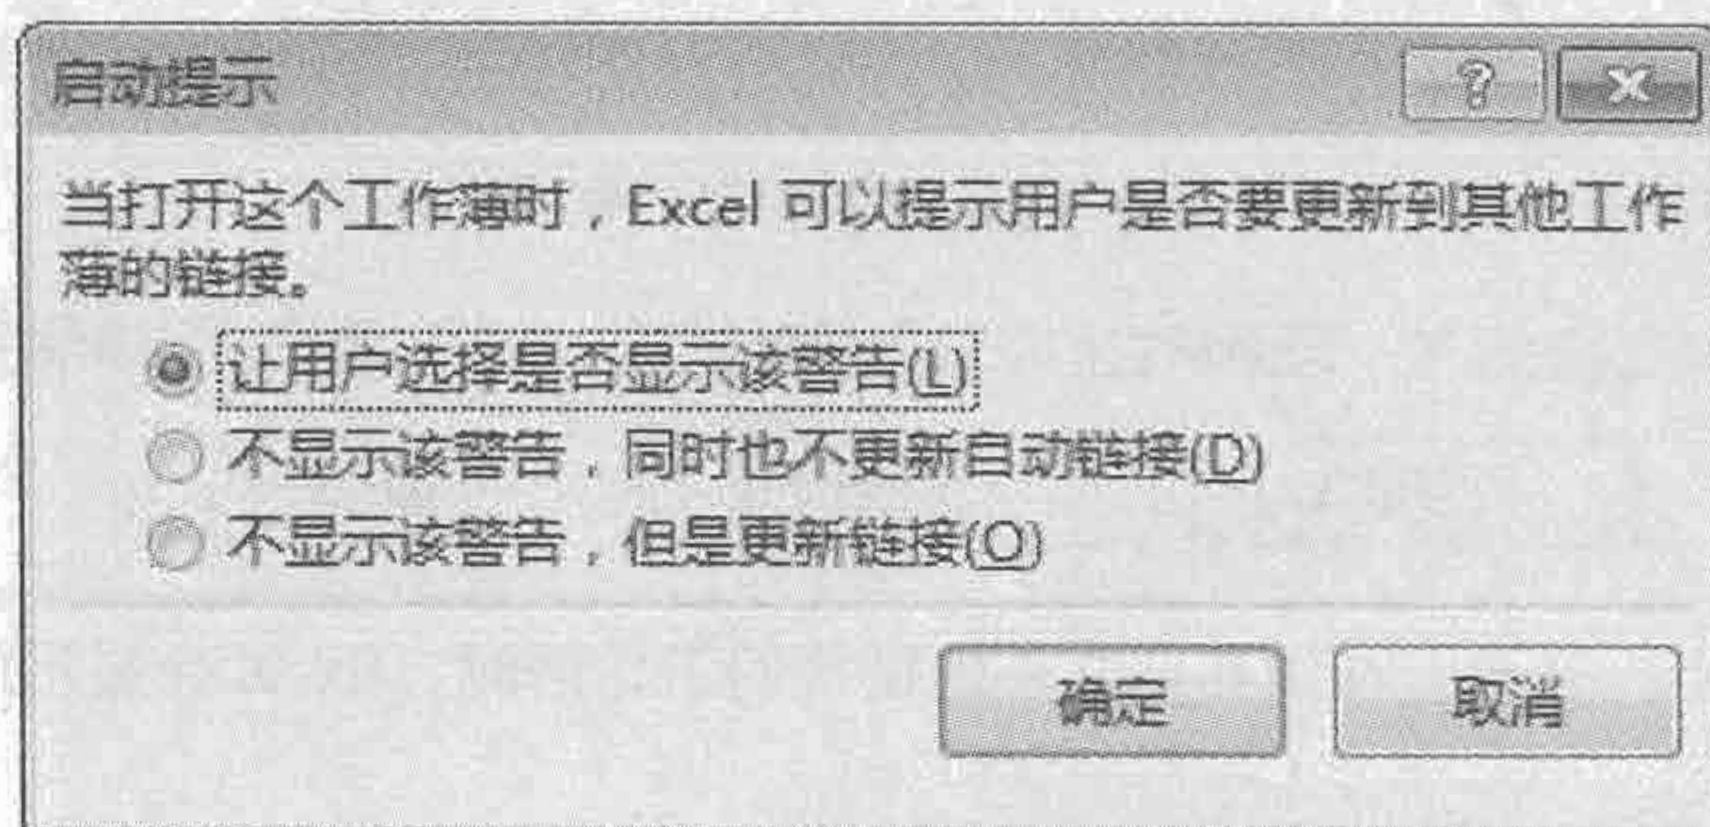 启动提示
当打开这个工作薄时，Excel 可以提示用户是否要更新到其他工作
薄的链接。
让用户选择是否显示该警告(L)
不显示该警告，同时也不更新自动链接(D)
不显示该警告，但是更新链接(O)
确定
取消